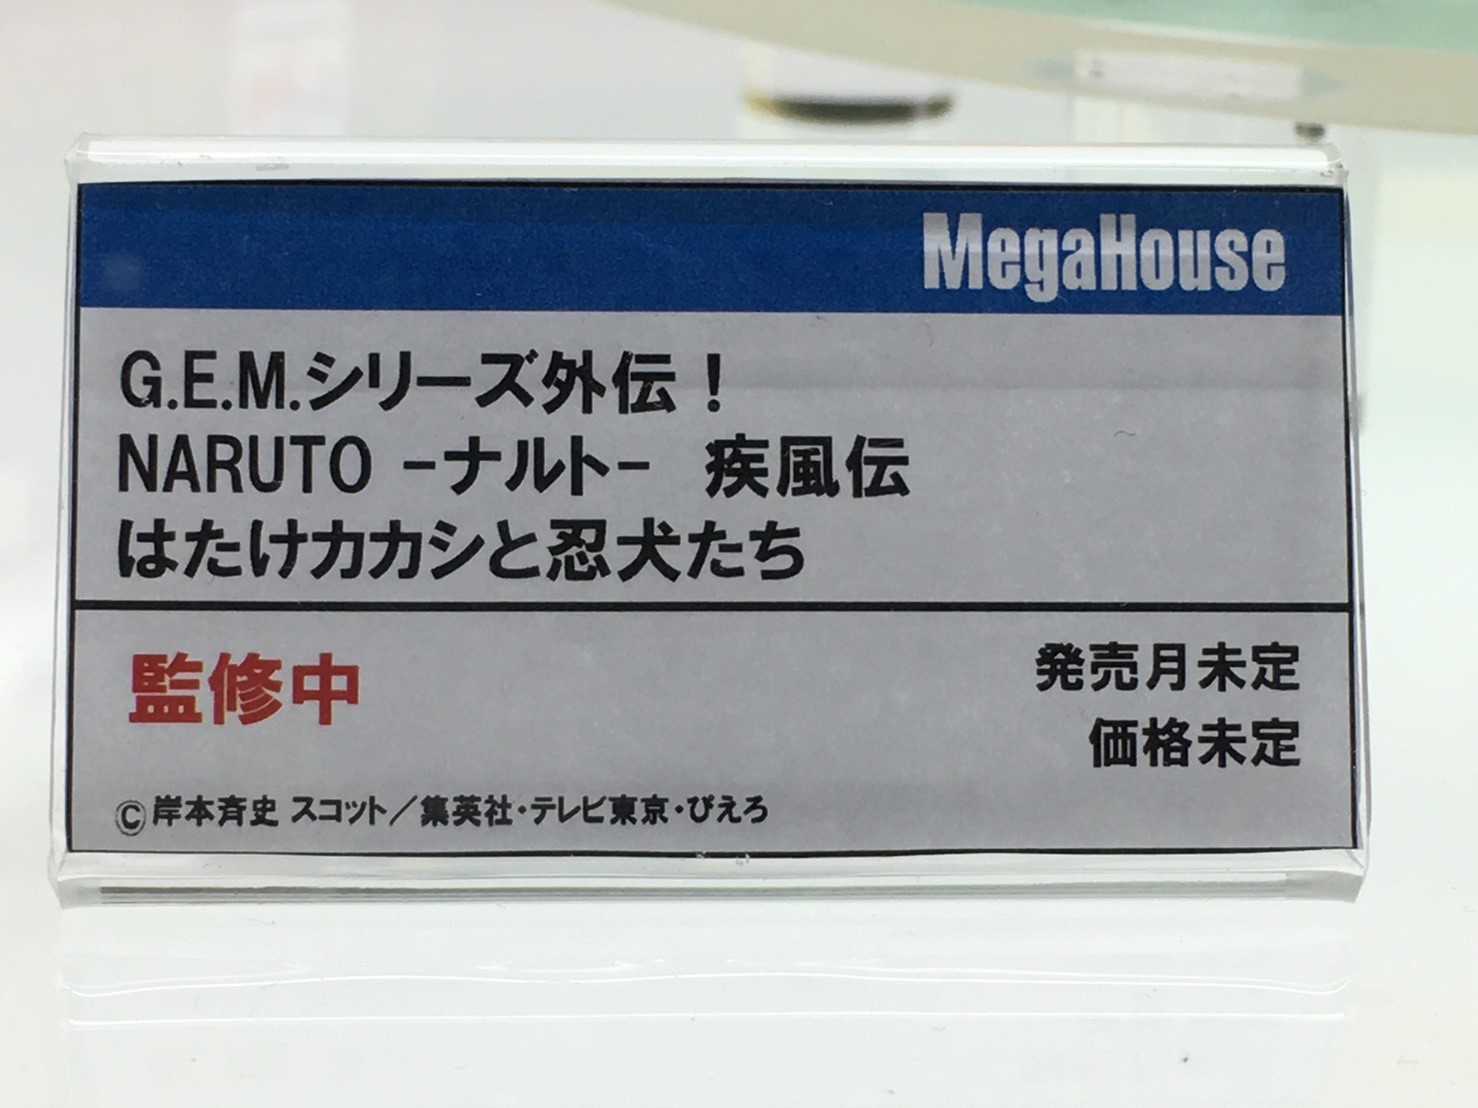 MegaHouse
G.E.M.シリーズ外伝！
NARUTO －ナルト－ 疾風伝
はたけカカシと忍犬たち
監修中
発売月未定
価格未定
©岸本斉史 スコット／集英社・テレビ東京・ぴえろ